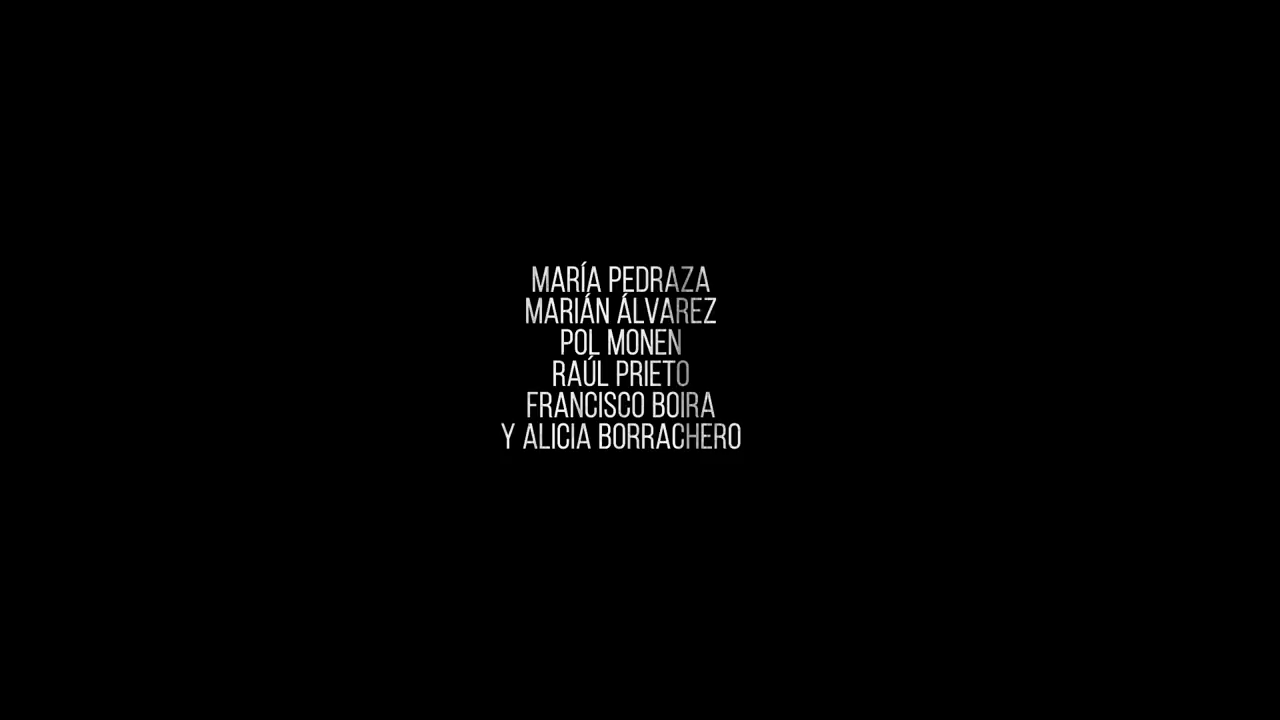 MARÍA PEDRAZA
MARIÁN ÁLVAREZ
POL MONEN
RAÚL PRIETO
FRANCISCO BOIRA
Y ALICIA BORRACHERO